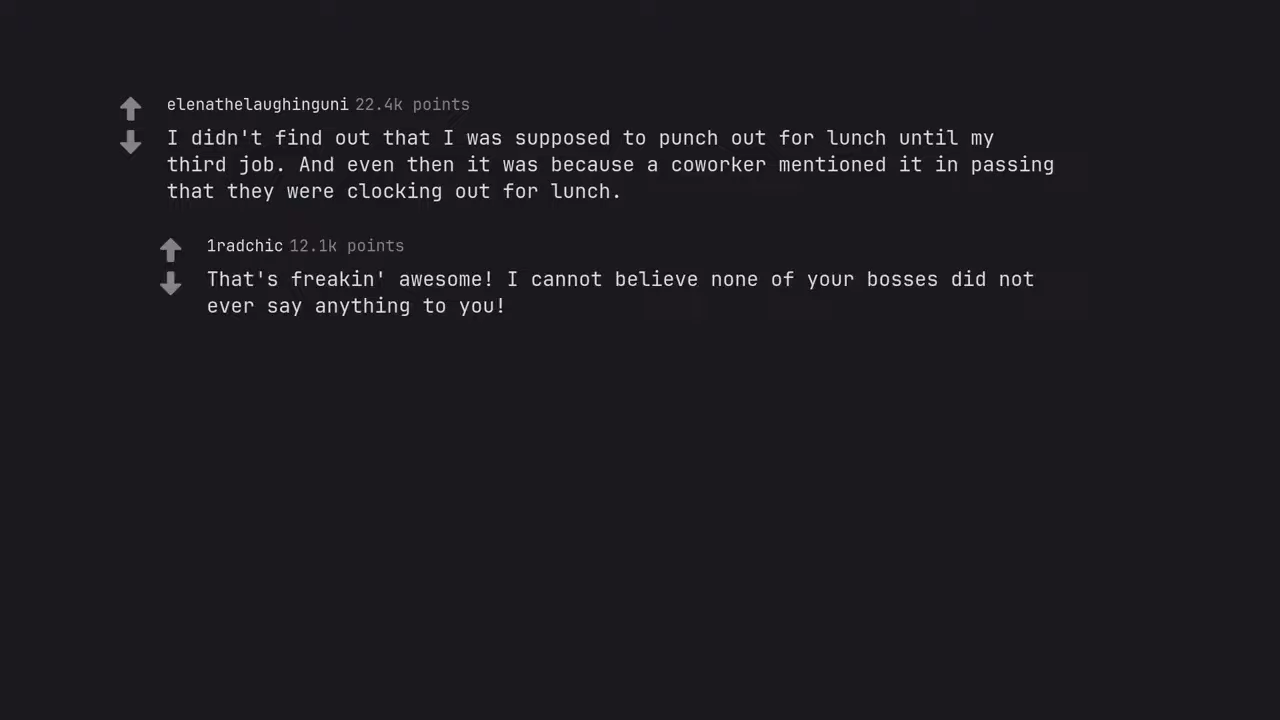 elenathelaughinguni 22.4k points
I didn't find out that I was supposed to punch out for lunch until my
third job. And even then it was because a coworker mentioned it in passing
that they were clocking out for lunch.
1radchic 12.1k points
That's freakin' awesome! I cannot believe none of your bosses did not
ever say anything to you!